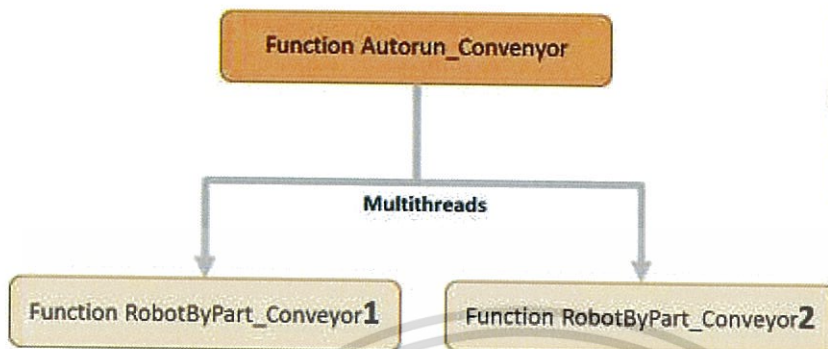 Function Autorun_Convenyor
Multithreads
Function RobotByPart_Conveyor1
Function RobotByPart_Conveyor2